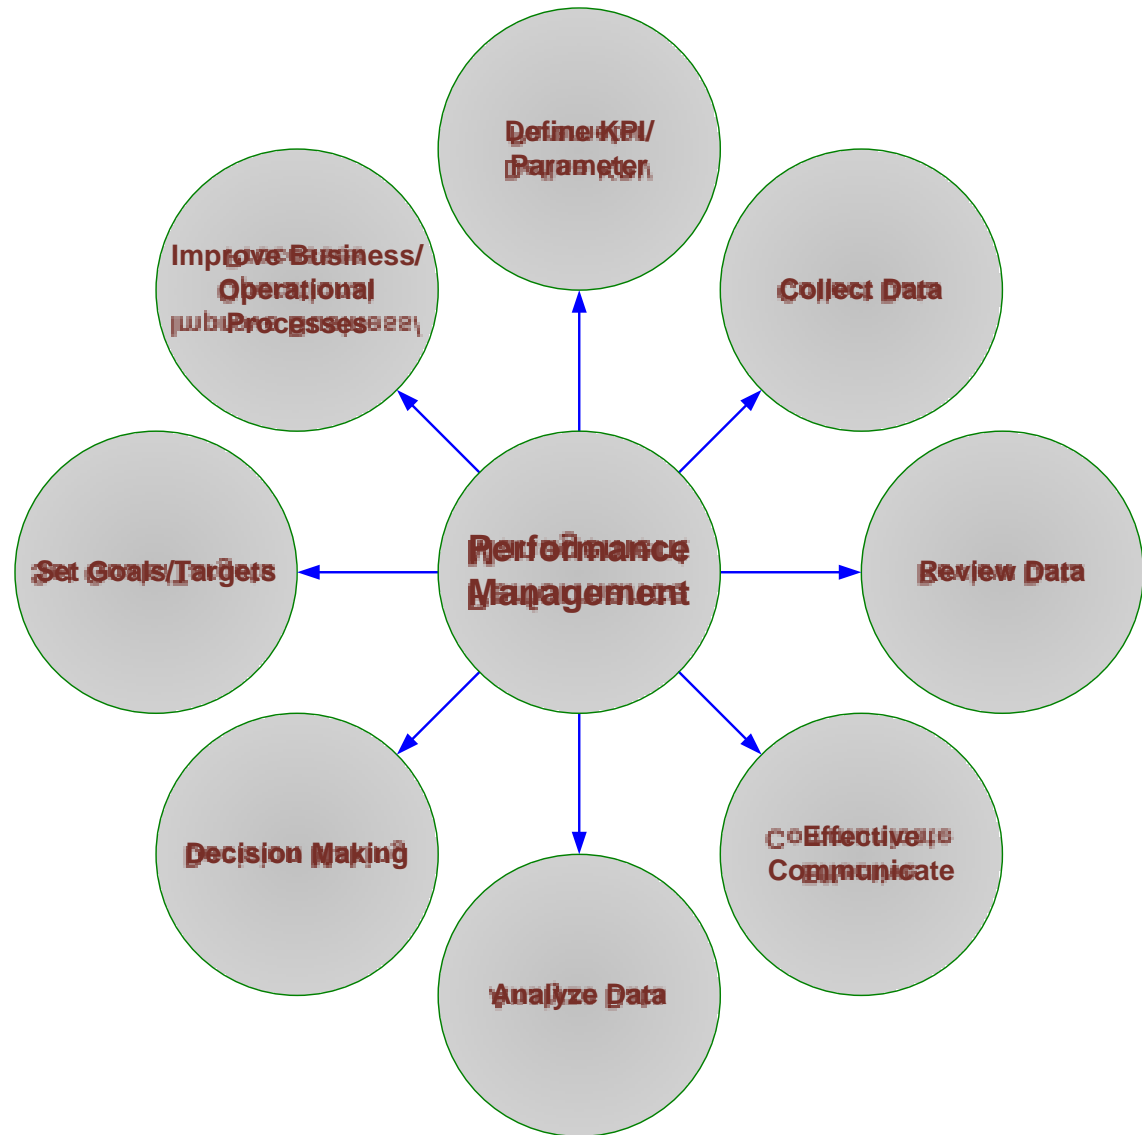 Define KPI/
Parameter
Improve Business/
Operational
Processes
Collect Data
Performance
Management
Set Goals/Targets
Review Data
Decision Making
Effective
Communicate
Analyze Data